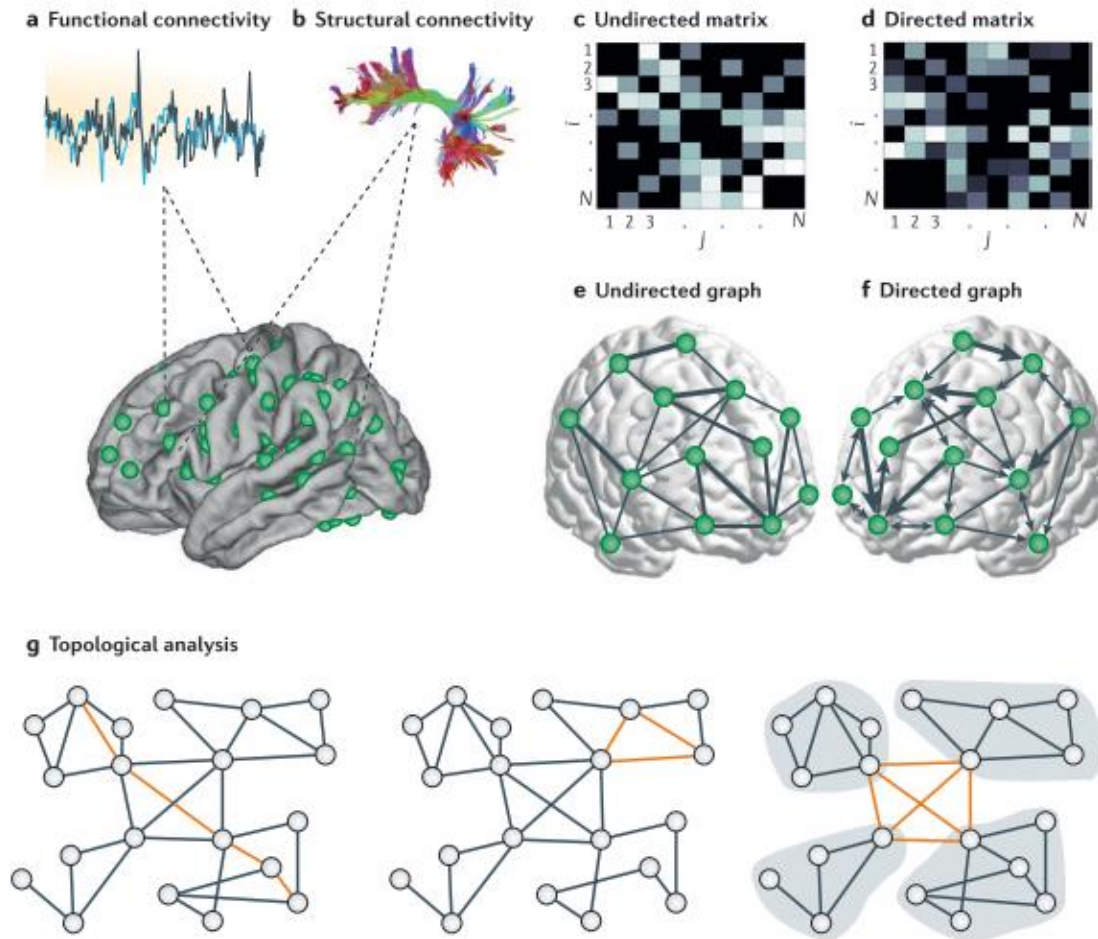 a Functional connectivity
b Structural connectivity
c Undirected matrix
1
2
3
.
i
.
.
N
1 2 3 . . . N
j
d Directed matrix
1
2
3
.
i
.
.
N
1 2 3 . . . N
j
e Undirected graph
f Directed graph
g Topological analysis